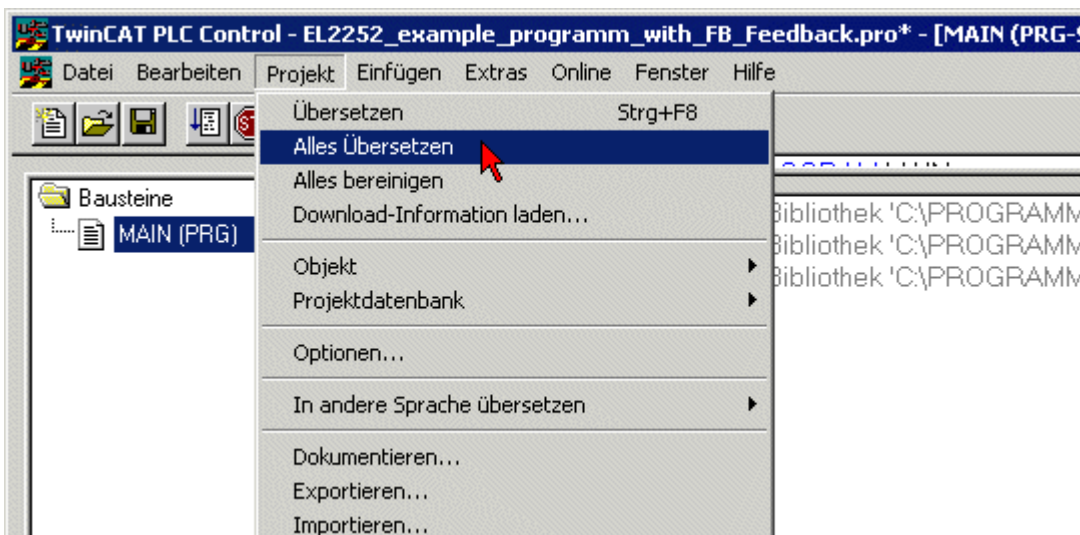 TwinCAT PLC Control - EL2252_example_programm_with_FB_Feedback.pro* - [MAIN (PRG-
Datei Bearbeiten Projekt Einfügen Extras Online Fenster Hilfe
Übersetzen Strg+F8
Alles Übersetzen
Alles bereinigen
Download-Information laden...
Objekt
Projektdatenbank
Optionen...
In andere Sprache übersetzen
Dokumentieren...
Exportieren...
Importieren...
Bausteine
MAIN (PRG)
Bibliothek 'C:\PROGRAMM
Bibliothek 'C:\PROGRAMM
Bibliothek 'C:\PROGRAMM